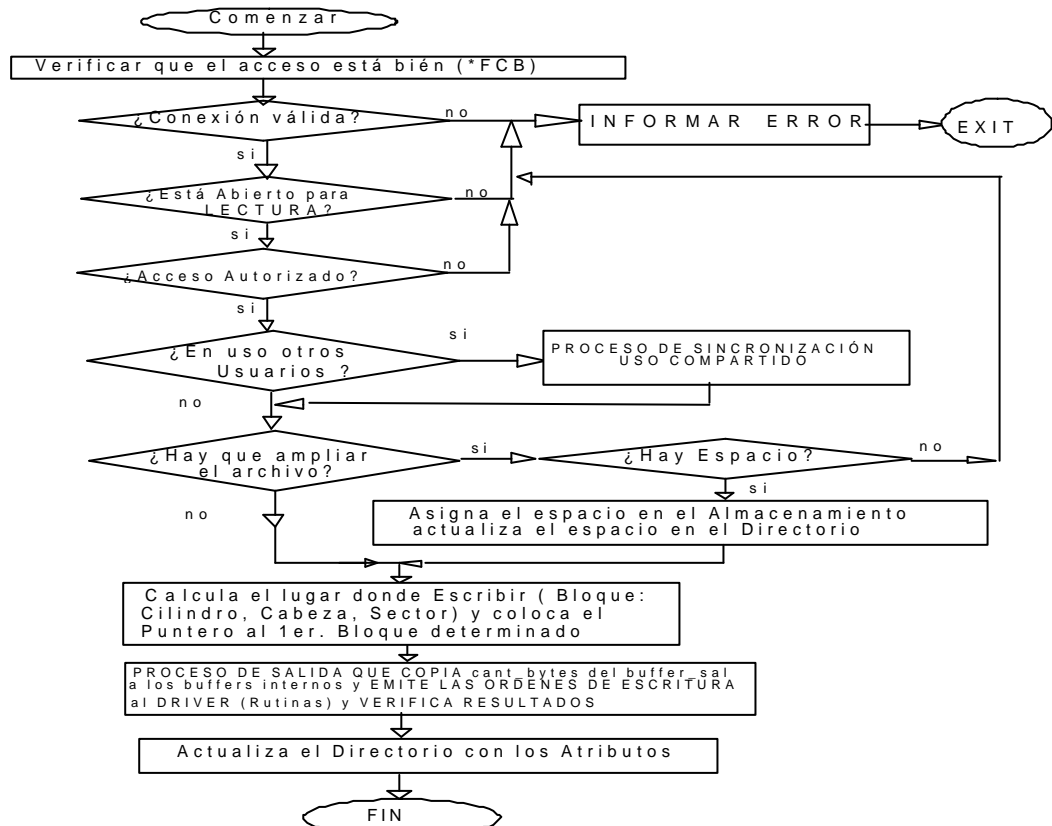 Comenzar
Verificar que el acceso está bién (*FCB)
¿Conexión válida?
no
INFORMAR ERROR
EXIT
si
¿Está Abierto para
LECTURA?
no
si
¿Acceso Autorizado?
no
si
¿En uso otros
Usuarios ?
si
PROCESO DE SINCRONIZACIÓN
USO COMPARTIDO
no
¿Hay que ampliar
el archivo?
si
¿Hay Espacio?
no
si
no
Asigna el espacio en el Almacenamiento
actualiza el espacio en el Directorio
Calcula el lugar donde Escribir ( Bloque:
Cilindro, Cabeza, Sector) y coloca el
Puntero al 1er. Bloque determinado
PROCESO DE SALIDA QUE COPIA cant_bytes del buffer_sal
a los buffers internos y EMITE LAS ORDENES DE ESCRITURA
al DRIVER (Rutinas) y VERIFICA RESULTADOS
Actualiza el Directorio con los Atributos
FIN